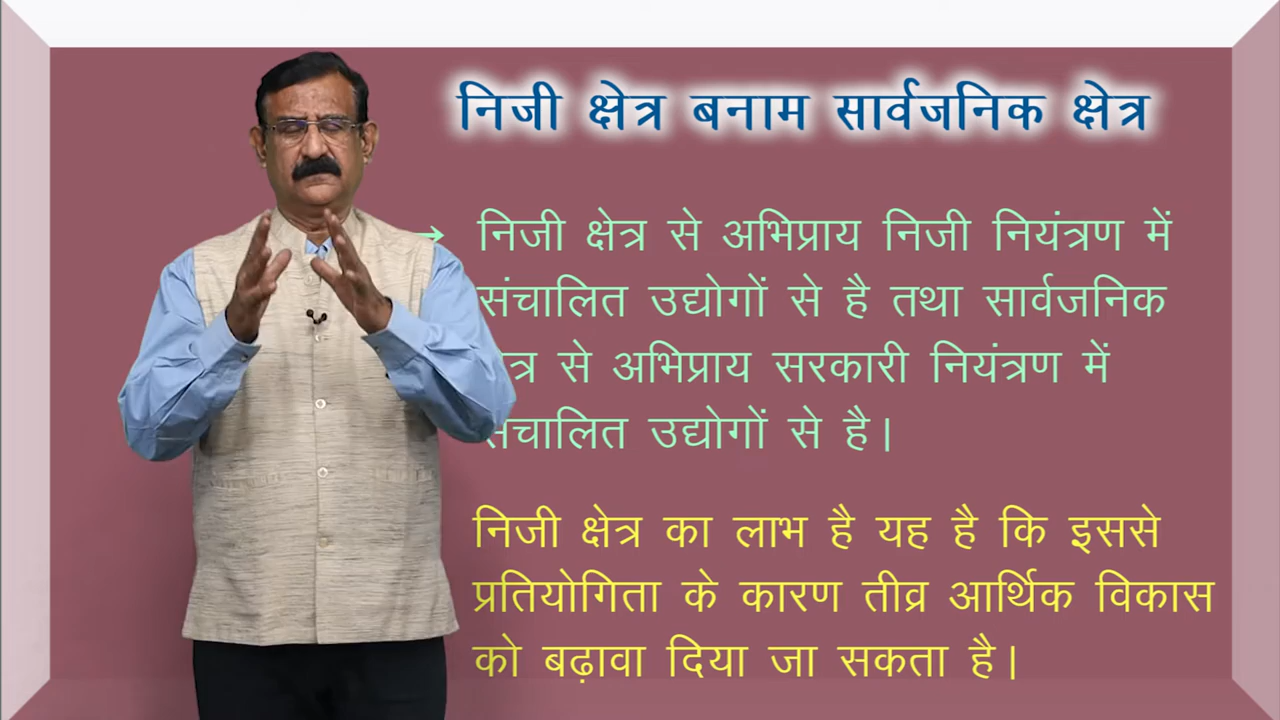 निजी क्षेत्र बनाम सार्वजनिक क्षेत्र
→ निजी क्षेत्र से अभिप्राय निजी नियंत्रण में
संचालित उद्योगों से है तथा सार्वजनिक
से अभिप्राय सरकारी नियंत्रण में
संचालित उद्योगों से है।
निजी क्षेत्र का लाभ है यह है कि इससे
प्रतियोगिता के कारण तीव्र आर्थिक विकास
को बढ़ावा दिया जा सकता है।